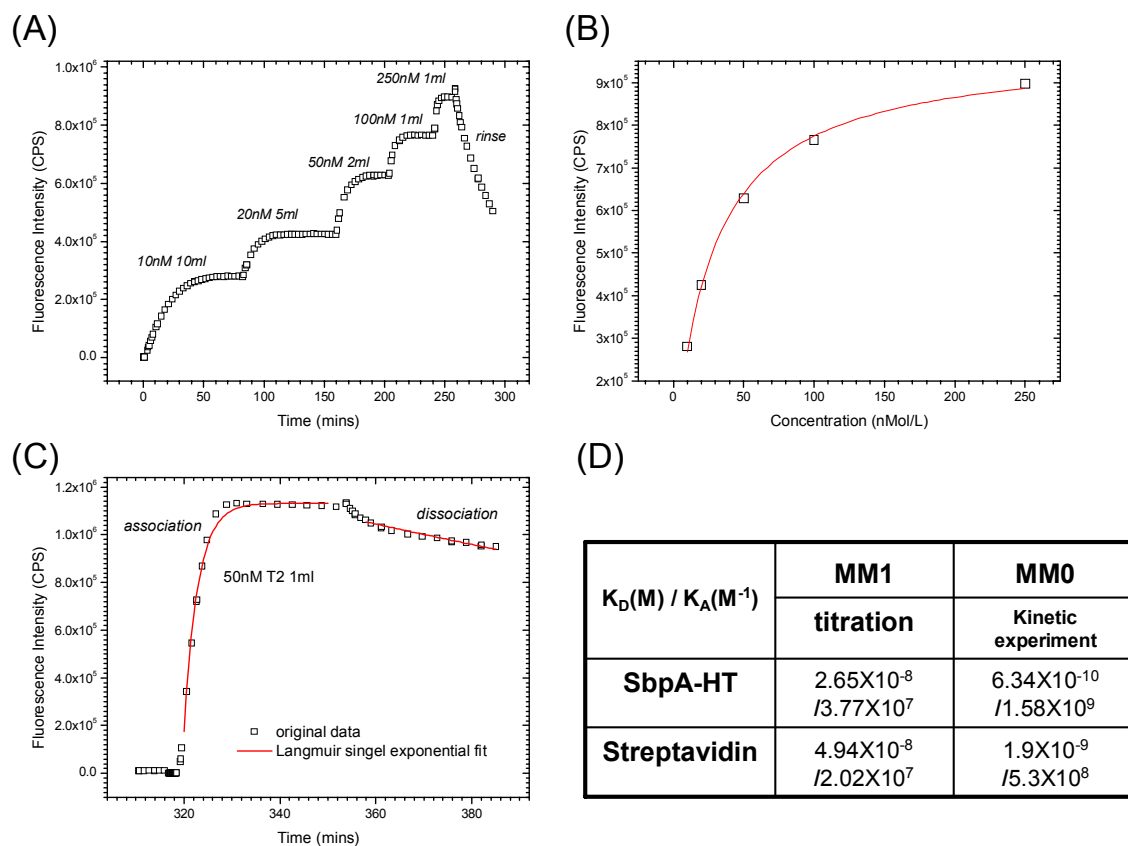 (A)
Fluorescence Intensity (CPS)
1.0x10⁶
8.0x10⁵
6.0x10⁵
4.0x10⁵
2.0x10⁵
0.0
10nM 10ml
20nM 5ml
50nM 2ml
100nM 1ml
250nM 1ml
rinse
0 50 100 150 200 250 300
Time (mins)
(B)
Fluorescence Intensity (CPS)
9x10⁵
8x10⁵
7x10⁵
6x10⁵
5x10⁵
4x10⁵
3x10⁵
2x10⁵
0 50 100 150 200 250
Concentration (nMol/L)
(C)
Fluorescence Intensity (CPS)
1.2x10⁶
1.0x10⁶
8.0x10⁵
6.0x10⁵
4.0x10⁵
2.0x10⁵
0.0
association
dissociation
50nM T2 1ml
original data
Langmuir singel exponential fit
320 340 360 380
Time (mins)
(D)
K_D(M) / K_A(M⁻¹)
MM1 MM0
titration Kinetic
experiment
SbpA-HT 2.65X10⁻⁸ 6.34X10⁻¹⁰
/3.77X10⁷ /1.58X10⁹
Streptavidin 4.94X10⁻⁸ 1.9X10⁻⁹
/2.02X10⁷ /5.3X10⁸